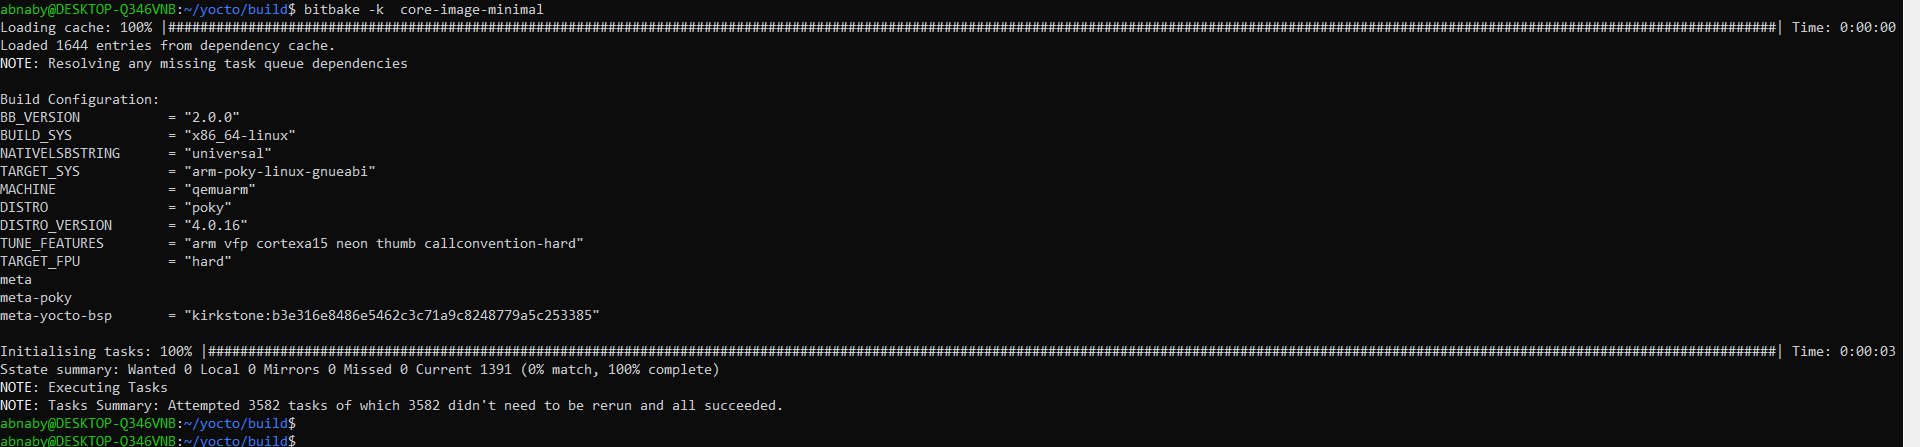 abnaby@DESKTOP-Q346VNB:~/yocto/build$ bitbake -k  core-image-minimal
Loading cache: 100% |##################################################################################################################################################################################################| Time: 0:00:00
Loaded 1644 entries from dependency cache.
NOTE: Resolving any missing task queue dependencies

Build Configuration:
BB_VERSION           = "2.0.0"
BUILD_SYS            = "x86_64-linux"
NATIVELSBSTRING      = "universal"
TARGET_SYS           = "arm-poky-linux-gnueabi"
MACHINE              = "qemuarm"
DISTRO               = "poky"
DISTRO_VERSION       = "4.0.16"
TUNE_FEATURES        = "arm vfp cortexa15 neon thumb callconvention-hard"
TARGET_FPU           = "hard"
meta
meta-poky
meta-yocto-bsp       = "kirkstone:b3e316e8486e5462c3c71a9c8248779a5c253385"

Initialising tasks: 100% |#############################################################################################################################################################################################| Time: 0:00:03
Sstate summary: Wanted 0 Local 0 Mirrors 0 Missed 0 Current 1391 (0% match, 100% complete)
NOTE: Executing Tasks
NOTE: Tasks Summary: Attempted 3582 tasks of which 3582 didn't need to be rerun and all succeeded.
abnaby@DESKTOP-Q346VNB:~/yocto/build$
abnaby@DESKTOP-Q346VNB:~/yocto/build$